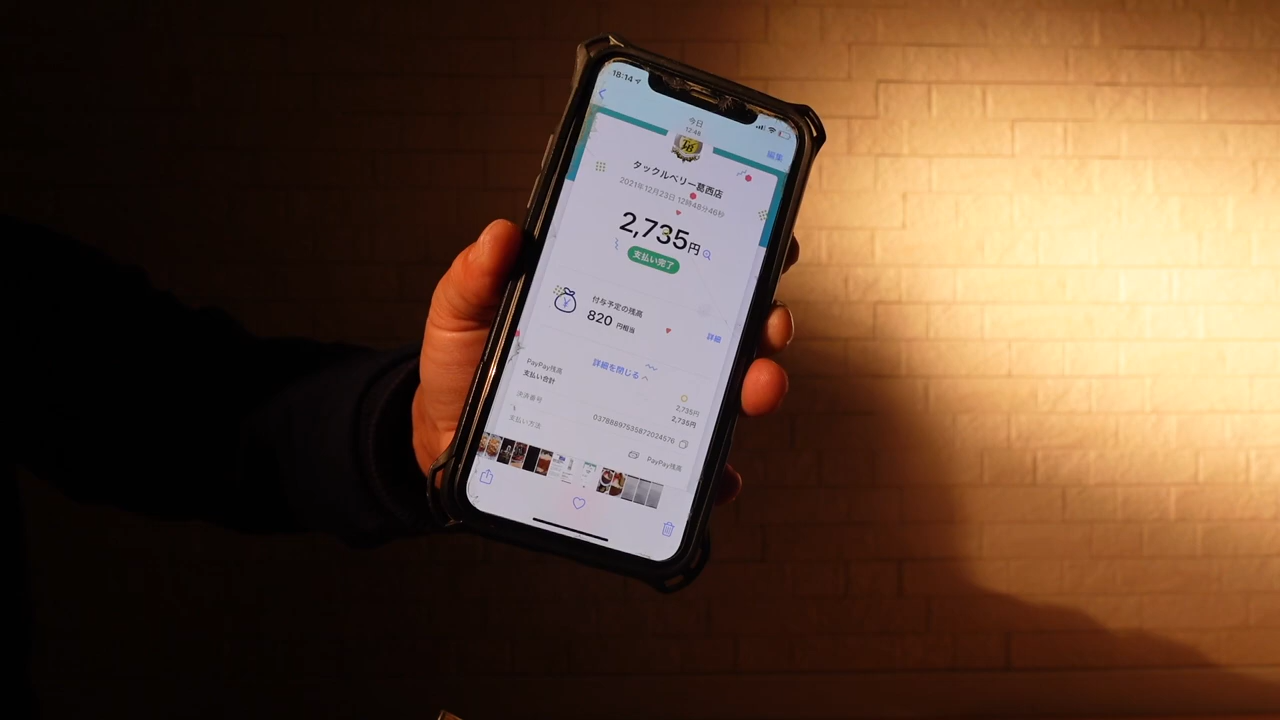 18:14
今日
12:48
編集
TB
タックルベリー葛西店
2021年12月23日 12時48分46秒
2,735円
支払い完了
付与予定の残高
820 円相当
詳細
詳細を閉じる
PayPay残高 2,735円
支払い合計 2,735円
決済番号 03788897535872024576
支払い方法 PayPay残高